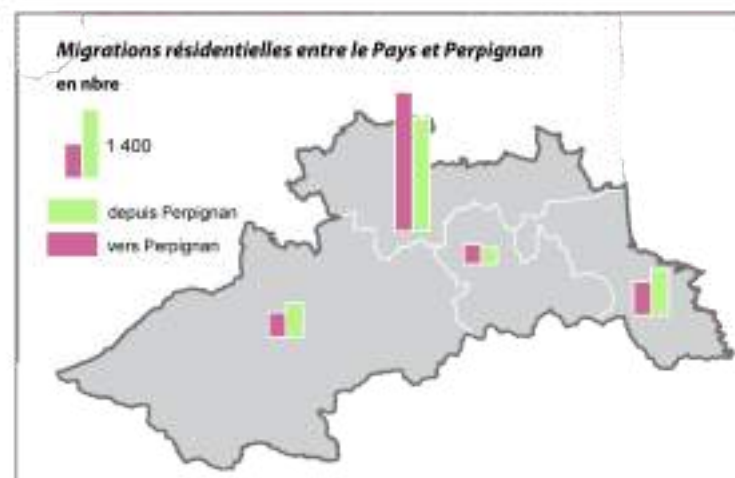 Migrations résidentielles entre le Pays et Perpignan
en nbre
1 400
depuis Perpignan
vers Perpignan